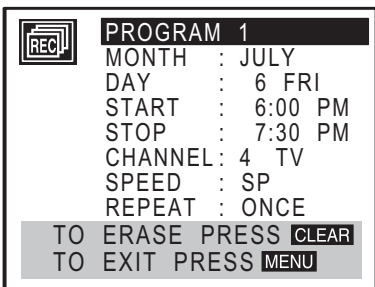 REC
PROGRAM 1
MONTH : JULY
DAY : 6 FRI
START : 6:00 PM
STOP : 7:30 PM
CHANNEL : 4 TV
SPEED : SP
REPEAT : ONCE
TO ERASE PRESS CLEAR
TO EXIT PRESS MENU